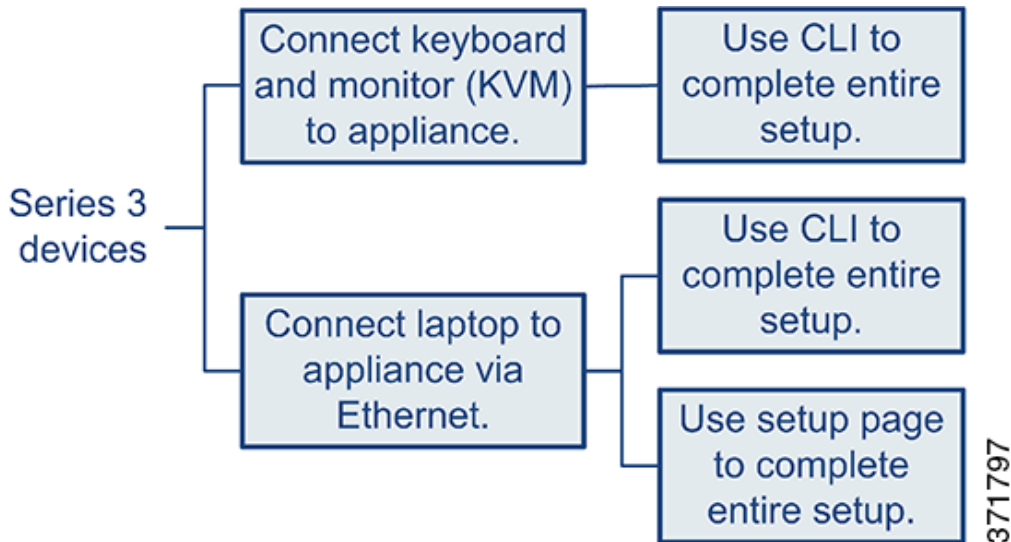 Series 3
devices
Connect keyboard
and monitor (KVM)
to appliance.
Use CLI to
complete entire
setup.
Connect laptop to
appliance via
Ethernet.
Use CLI to
complete entire
setup.
Use setup page
to complete
entire setup.
371797